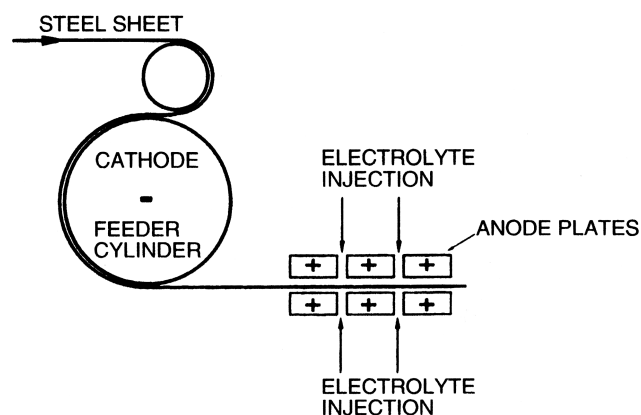 STEEL SHEET
CATHODE
-
FEEDER
CYLINDER
ELECTROLYTE
INJECTION
ANODE PLATES
+ + +
+ + +
ELECTROLYTE
INJECTION